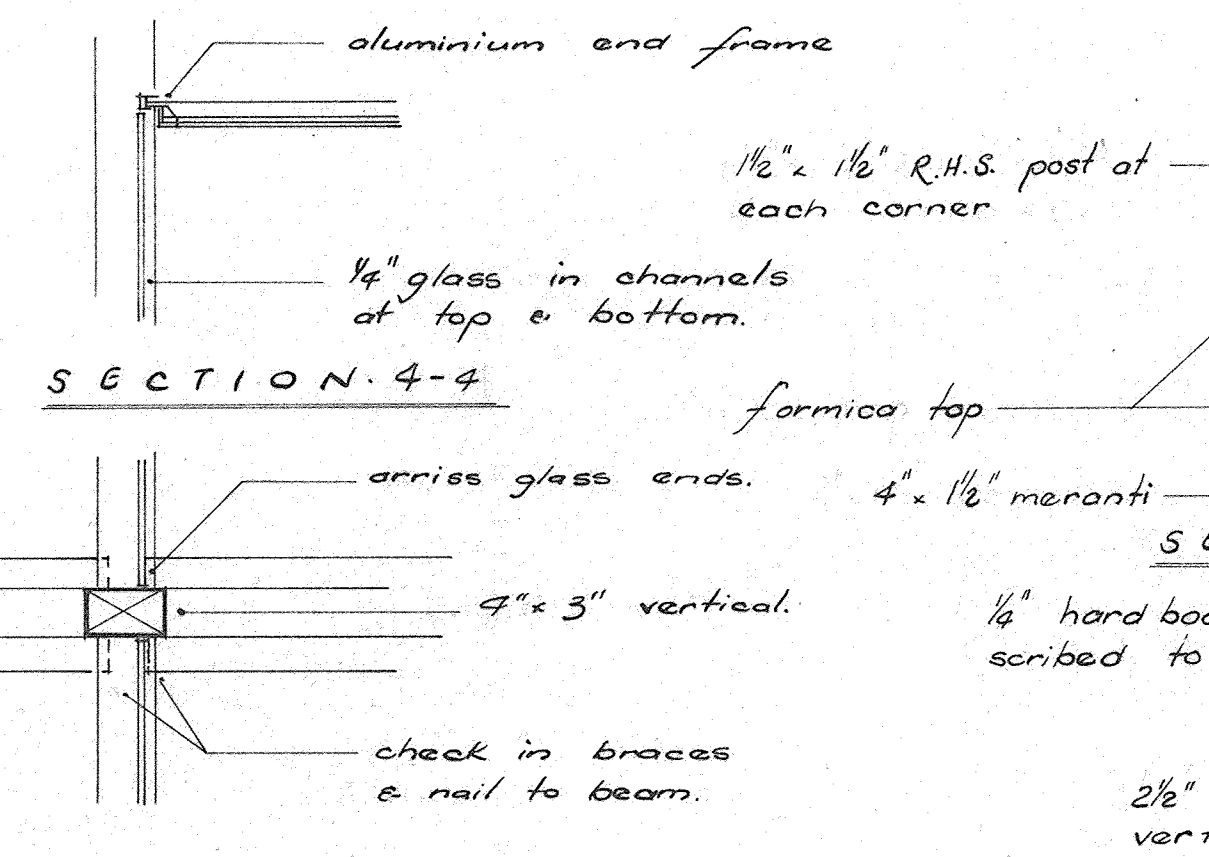 aluminium end frame
1½" x 1½" R.H.S. post at
each corner
¼" glass in channels
at top & bottom.
SECTION. 4-4
formica top
arriss glass ends.
4" x 1½" meranti
4" x 3" vertical.
¼" hard
scribed to
check in braces
& nail to beam.
2½"